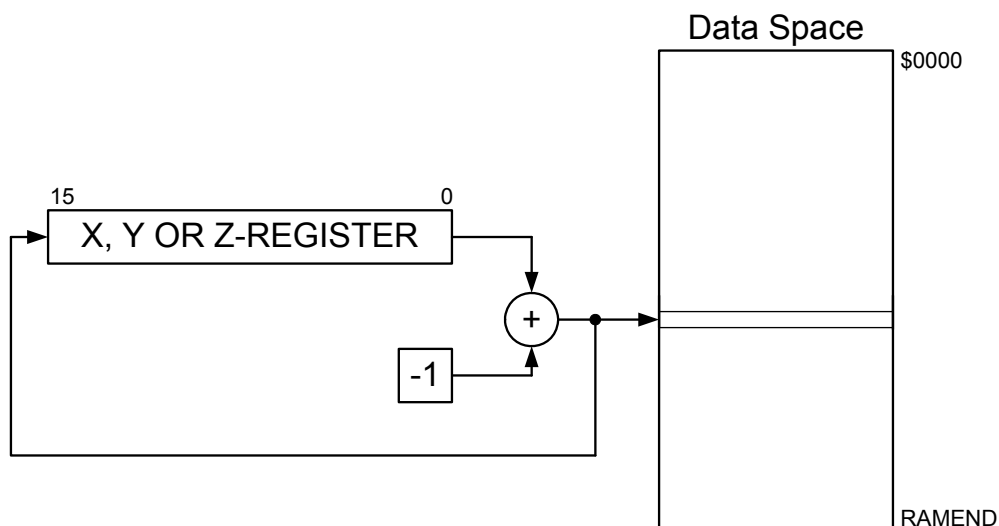 Data Space
$0000
15
0
X, Y OR Z-REGISTER
+
-1
RAMEND